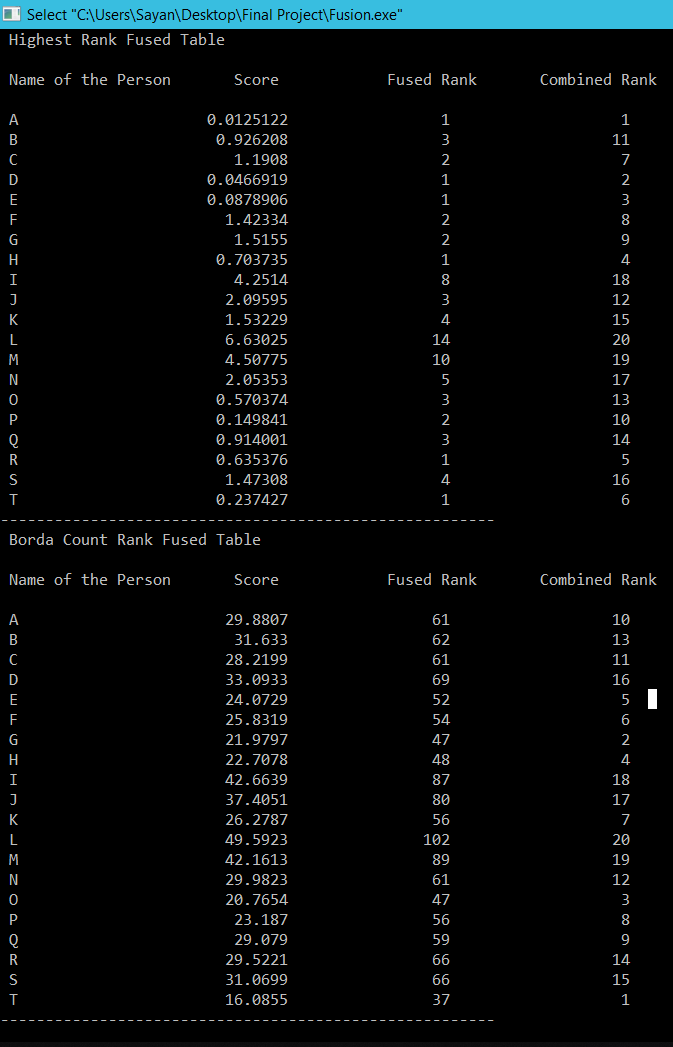 Select "C:\Users\Sayan\Desktop\Final Project\Fusion.exe"
Highest Rank Fused Table
Name of the Person Score Fused Rank Combined Rank
A 0.0125122 1 1
B 0.926208 3 11
C 1.1908 2 7
D 0.0466919 1 2
E 0.0878906 1 3
F 1.42334 2 8
G 1.5155 2 9
H 0.703735 1 4
I 4.2514 8 18
J 2.09595 3 12
K 1.53229 4 15
L 6.63025 14 20
M 4.50775 10 19
N 2.05353 5 17
O 0.570374 3 13
P 0.149841 2 10
Q 0.914001 3 14
R 0.635376 1 5
S 1.47308 4 16
T 0.237427 1 6
-------------------------------------------------------
Borda Count Rank Fused Table
Name of the Person Score Fused Rank Combined Rank
A 29.8807 61 10
B 31.633 62 13
C 28.2199 61 11
D 33.0933 69 16
E 24.0729 52 5
F 25.8319 54 6
G 21.9797 47 2
H 22.7078 48 4
I 42.6639 87 18
J 37.4051 80 17
K 26.2787 56 7
L 49.5923 102 20
M 42.1613 89 19
N 29.9823 61 12
O 20.7654 47 3
P 23.187 56 8
Q 29.079 59 9
R 29.5221 66 14
S 31.0699 66 15
T 16.0855 37 1
-------------------------------------------------------